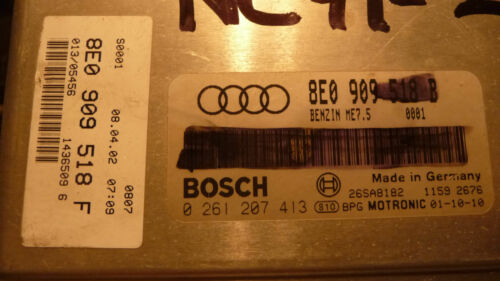 S0001
013/05456
8E0 909 518 F
08.04.02 07:09
1436509 6
0807
8E0 909 518 B
BENZIN ME7.5 0001
BOSCH
Made in Germany
26SA8182 1159 2676
0 261 207 413 810 BPG MOTRONIC 01-10-10